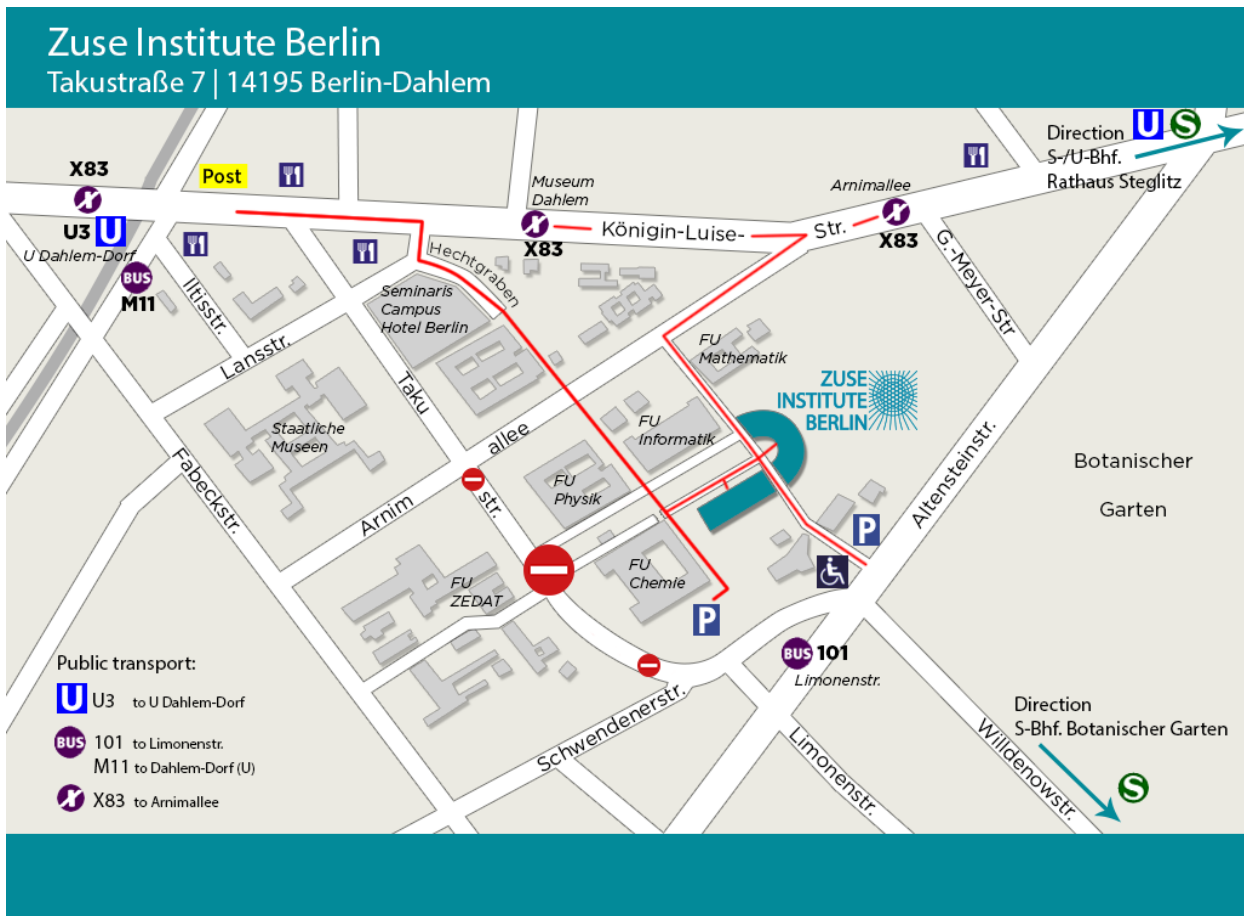 Zuse Institute Berlin
Takustraße 7 | 14195 Berlin-Dahlem
Direction U S
S-/U-Bhf.
Rathaus Steglitz
X83
Post
Museum
Dahlem
Arnimallee
X
X
X
U3 U
U Dahlem-Dorf
X83
Königin-Luise-
Str.
X83
BUS
M11
Iltisstr.
Hechtgraben
G.-Meyer-Str
Seminaris
Campus
Hotel Berlin
Lansstr.
Taku
str.
FU
Mathematik
ZUSE
INSTITUTE
BERLIN
Staatliche
Museen
Arnim
allee
FU
Informatik
Fabeckstr.
FU
Physik
Altensteinstr.
Botanischer
Garten
P
FU
ZEDAT
FU
Chemie
P
BUS 101
Limonenstr.
Public transport:
U U3 to U Dahlem-Dorf
BUS 101 to Limonenstr.
M11 to Dahlem-Dorf (U)
X X83 to Arnimallee
Schwendenerstr.
Limonenstr.
Willdenowstr.
Direction
S-Bhf. Botanischer Garten
S